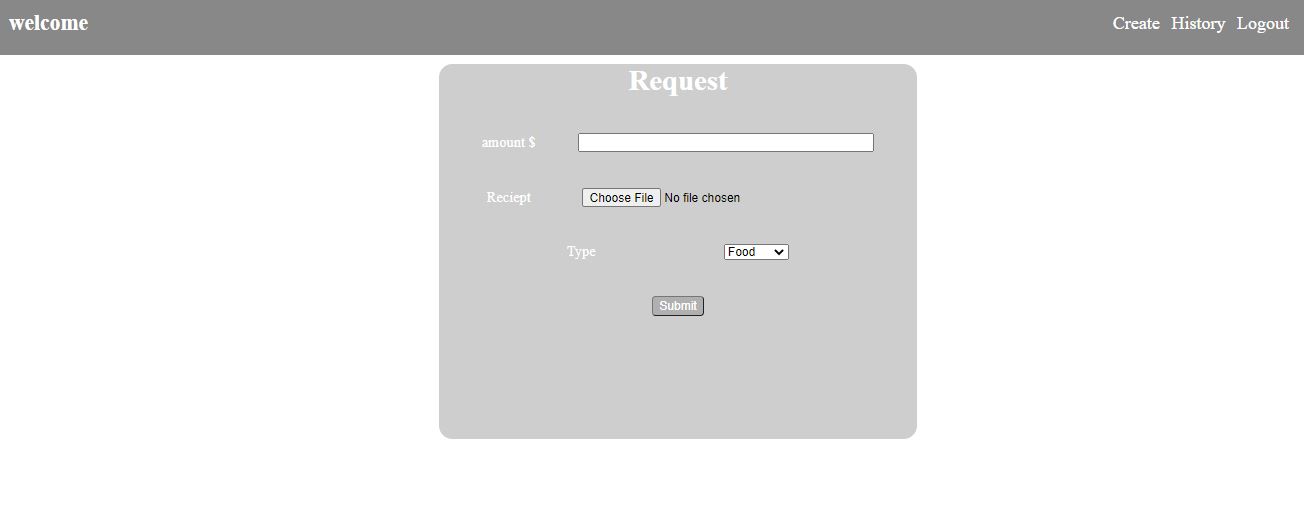 welcome Create History Logout
Request
amount $
Reciept Choose File No file chosen
Type Food
Submit